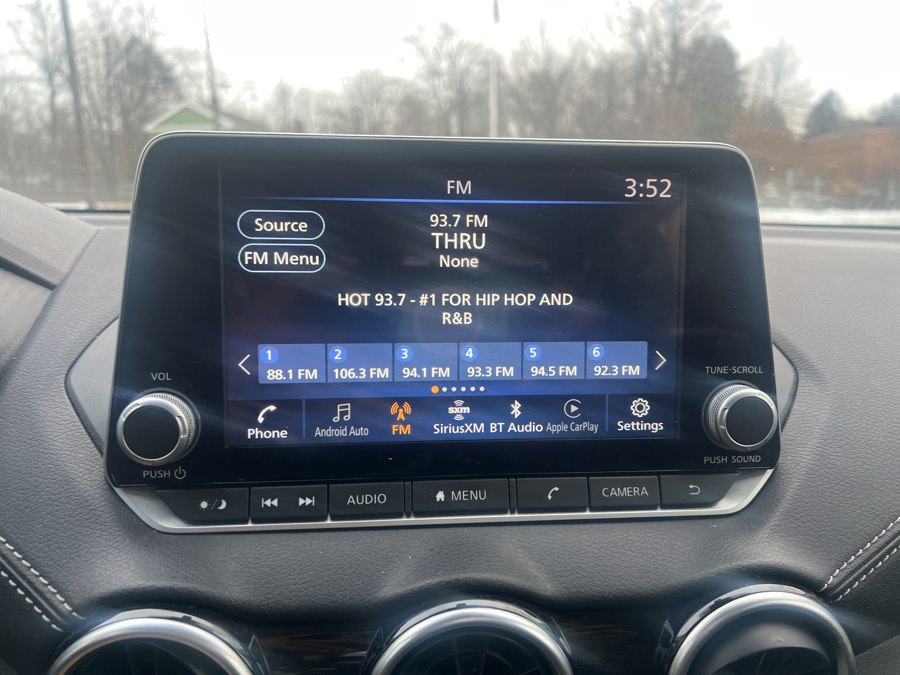 FM
3:52
Source
FM Menu
93.7 FM
THRU
None
HOT 93.7 - #1 FOR HIP HOP AND
R&B
1 2 3 4 5 6
88.1 FM 106.3 FM 94.1 FM 93.3 FM 94.5 FM 92.3 FM
VOL
TUNE-SCROLL
Phone Android Auto FM sxm SiriusXM BT Audio Apple CarPlay Settings
PUSH
PUSH SOUND
AUDIO MENU CAMERA